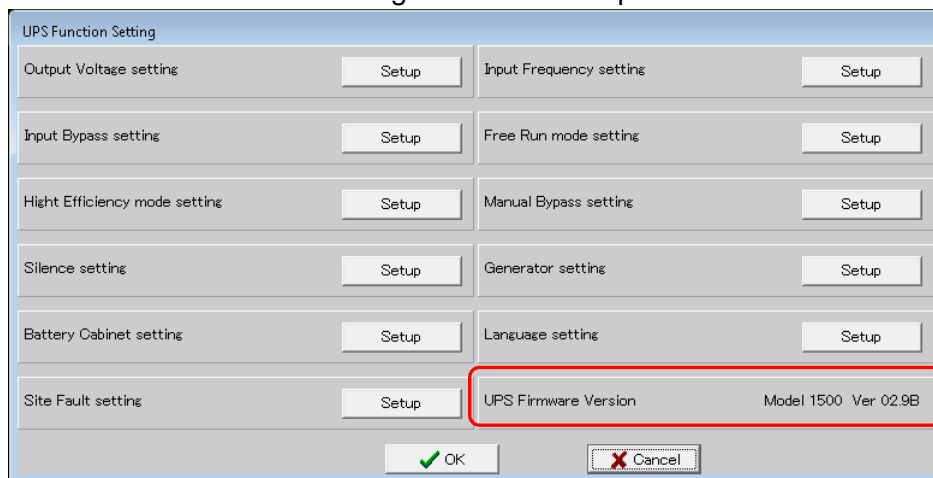 UPS Function Setting
Output Voltage setting Setup Input Frequency setting Setup
Input Bypass setting Setup Free Run mode setting Setup
Hight Efficiency mode setting Setup Manual Bypass setting Setup
Silence setting Setup Generator setting Setup
Battery Cabinet setting Setup Language setting Setup
Site Fault setting Setup UPS Firmware Version Model 1500 Ver 02.9B
OK Cancel